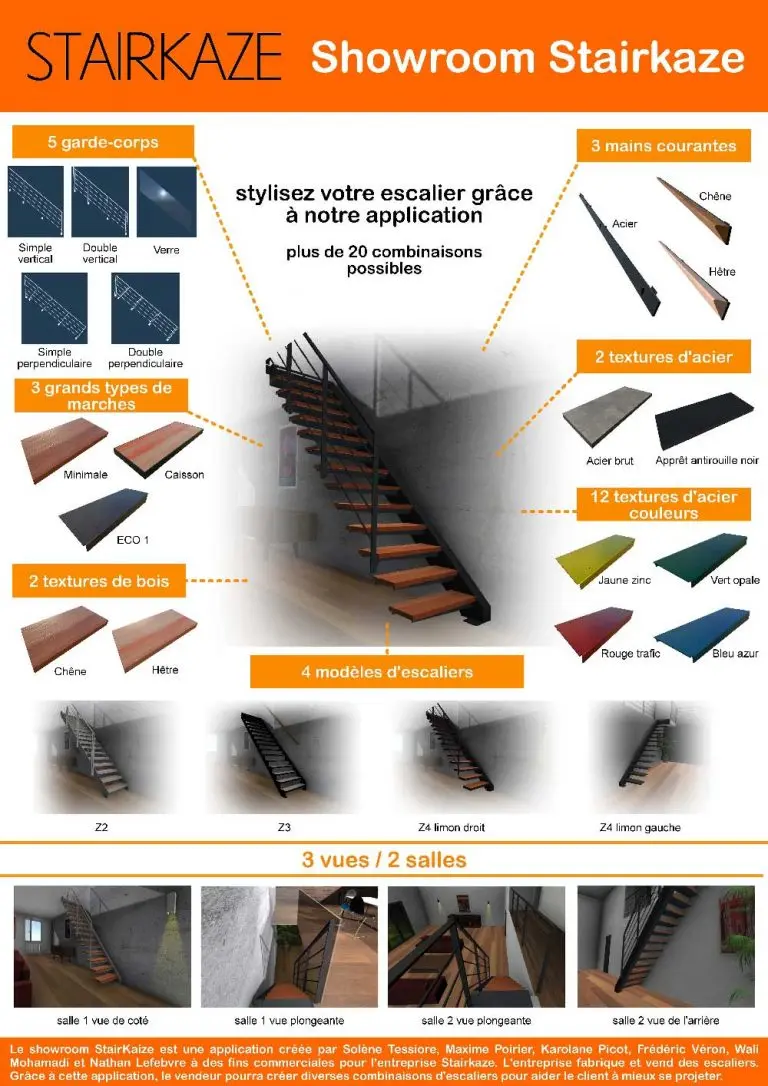 STAIRKAZE Showroom Stairkaze
5 garde-corps
Simple
vertical
Double
vertical
Verre
Simple
perpendiculaire
Double
perpendiculaire
stylisez votre escalier grâce
à notre application
plus de 20 combinaisons
possibles
3 mains courantes
Acier
Chêne
Hêtre
3 grands types de
marches
Minimale
Caisson
ECO 1
2 textures d'acier
Acier brut
Apprêt antirouille noir
12 textures d'acier
couleurs
Jaune zinc
Vert opale
Rouge trafic
Bleu azur
2 textures de bois
Chêne
Hêtre
4 modèles d'escaliers
Z2
Z3
Z4 limon droit
Z4 limon gauche
3 vues / 2 salles
salle 1 vue de coté
salle 1 vue plongeante
salle 2 vue plongeante
salle 2 vue de l'arrière
Le showroom StairKaize est une application créée par Solène Tessiore, Maxime Poirier, Karolane Picot, Frédéric Véron, Wali
Mohamadi et Nathan Lefebvre à des fins commerciales pour l'entreprise Stairkaze. L'entreprise fabrique et vend des escaliers.
Grâce à cette application, le vendeur pourra créer diverses combinaisons d'escaliers pour aider le client à mieux se projeter.